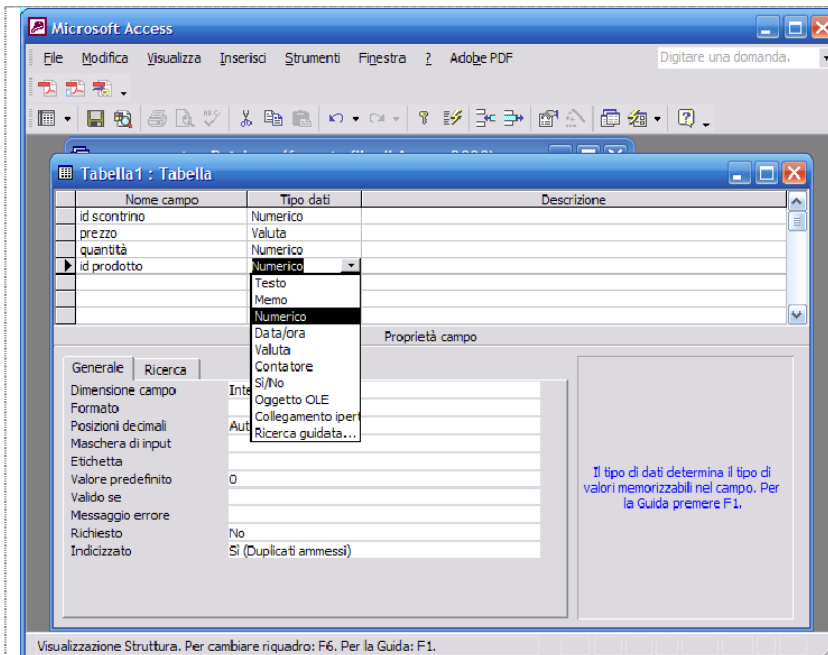 Microsoft Access
File Modifica Visualizza Inserisci Strumenti Finestra ? Adobe PDF Digitare una domanda.
Tabella1 : Tabella
Nome campo Tipo dati Descrizione
id scontrino Numerico
prezzo Valuta
quantità Numerico
id prodotto Numerico
Testo
Memo
Numerico
Data/ora
Valuta
Contatore
Sì/No
Oggetto OLE
Collegamento ipert
Ricerca guidata...
Proprietà campo
Generale Ricerca
Dimensione campo Inte
Formato
Posizioni decimali Aut
Maschera di input
Etichetta
Valore predefinito 0
Valido se
Messaggio errore
Richiesto No
Indicizzato Sì (Duplicati ammessi)
Il tipo di dati determina il tipo di
valori memorizzabili nel campo. Per
la Guida premere F1.
Visualizzazione Struttura. Per cambiare riquadro: F6. Per la Guida: F1.